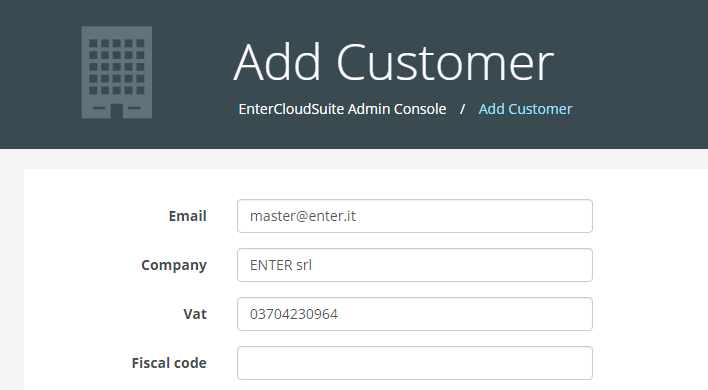 Add Customer
EnterCloudSuite Admin Console / Add Customer
Email master@enter.it
Company ENTER srl
Vat 03704230964
Fiscal code